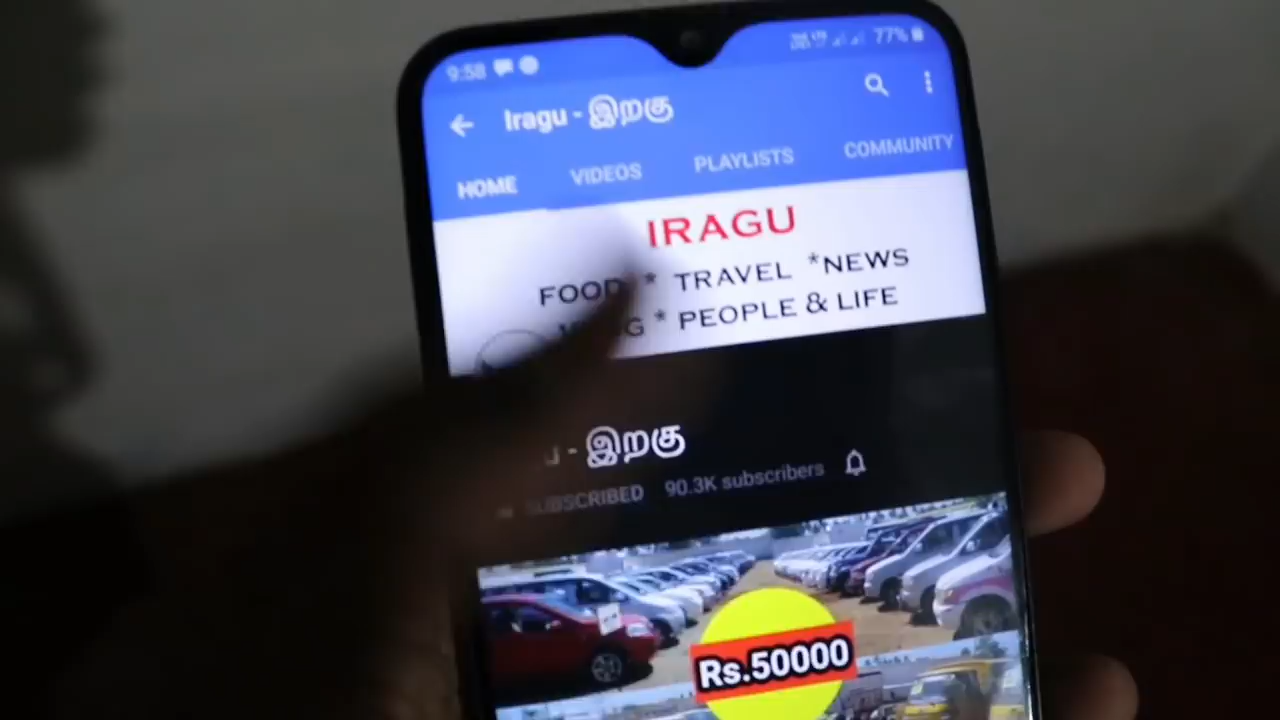 9:58 77%
Iragu - இறகு
HOME VIDEOS PLAYLISTS COMMUNITY
IRAGU
FOOD * TRAVEL *NEWS
* PEOPLE & LIFE
- இறகு
SUBSCRIBED 90.3K subscribers
Rs.50000